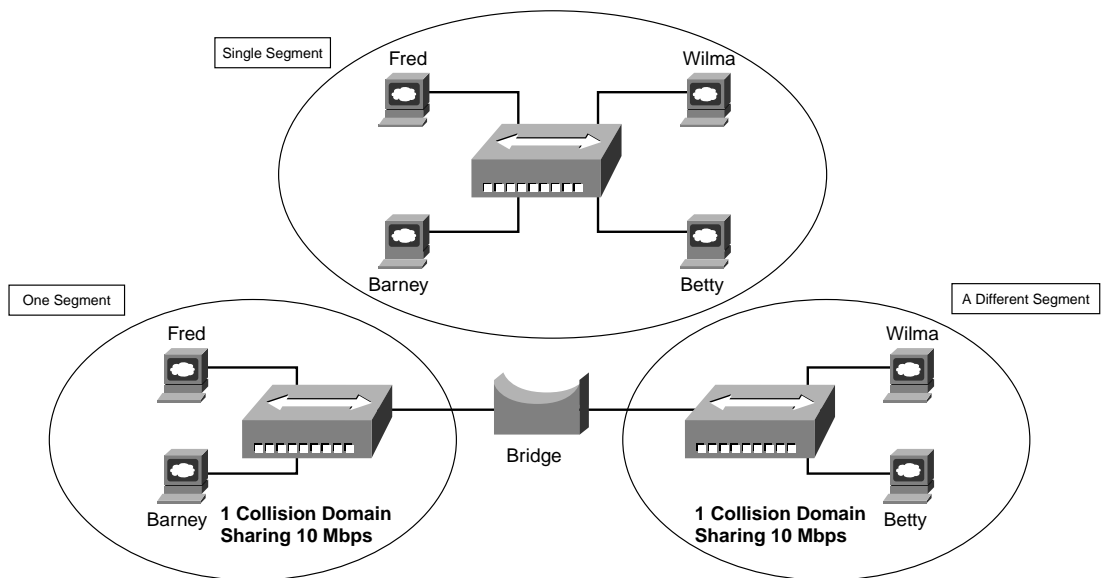 Single Segment
Fred
Wilma
Barney
Betty
One Segment
A Different Segment
Fred
Wilma
Bridge
Barney
1 Collision Domain
Sharing 10 Mbps
1 Collision Domain
Sharing 10 Mbps
Betty